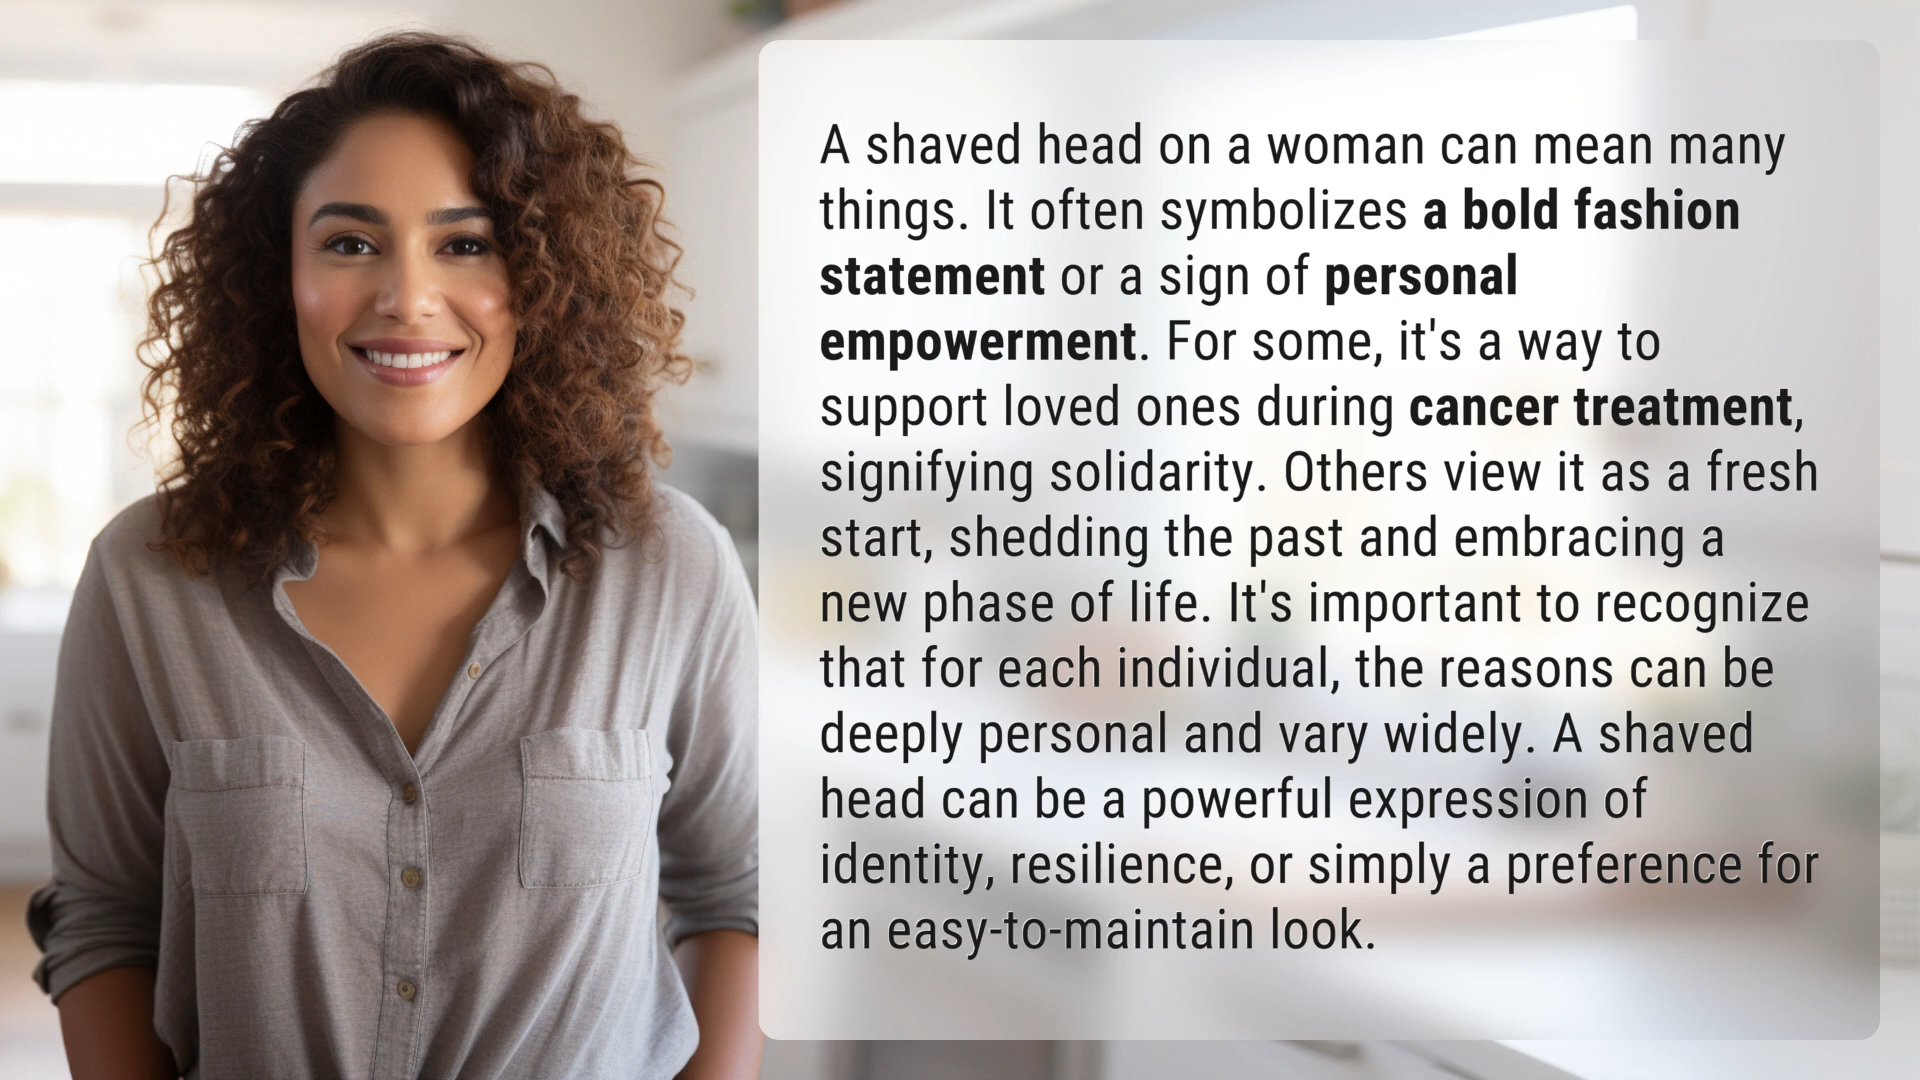 A shaved head on a woman can mean many
things. It often symbolizes a bold fashion
statement or a sign of personal
empowerment. For some, it's a way to
support loved ones during cancer treatment,
signifying solidarity. Others view it as a fresh
start, shedding the past and embracing a
new phase of life. It's important to recognize
that for each individual, the reasons can be
deeply personal and vary widely. A shaved
head can be a powerful expression of
identity, resilience, or simply a preference for
an easy-to-maintain look.